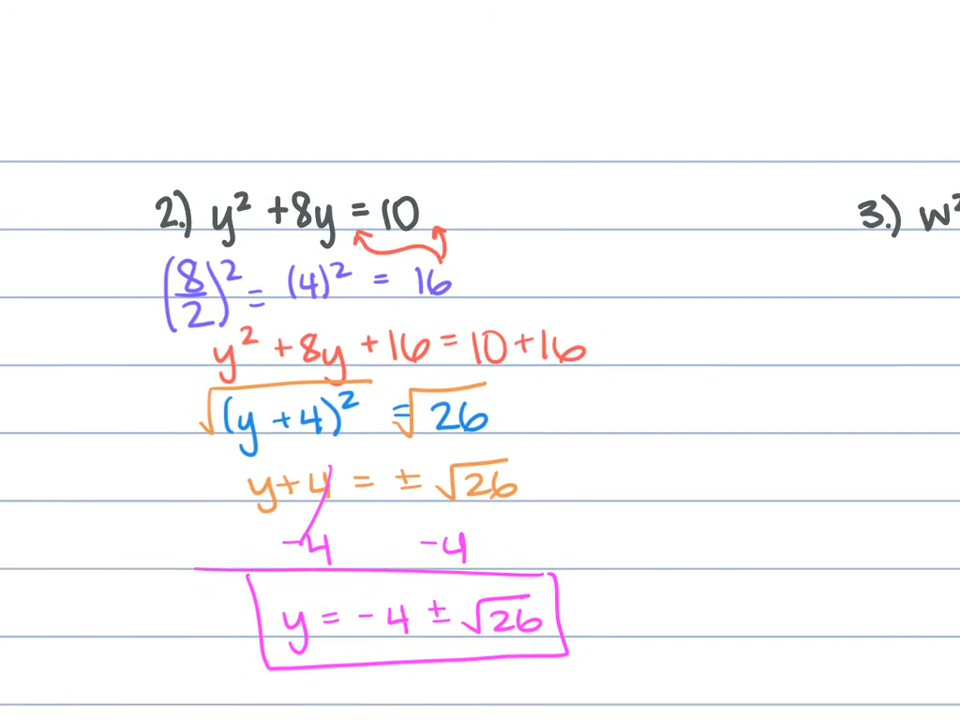 2.) y² + 8y = 10
(8/2)² = (4)² = 16
y² + 8y + 16 = 10 + 16
√(y + 4)² = √26
y + 4 = ± √26
-4 -4
y = -4 ± √26
3.) w²